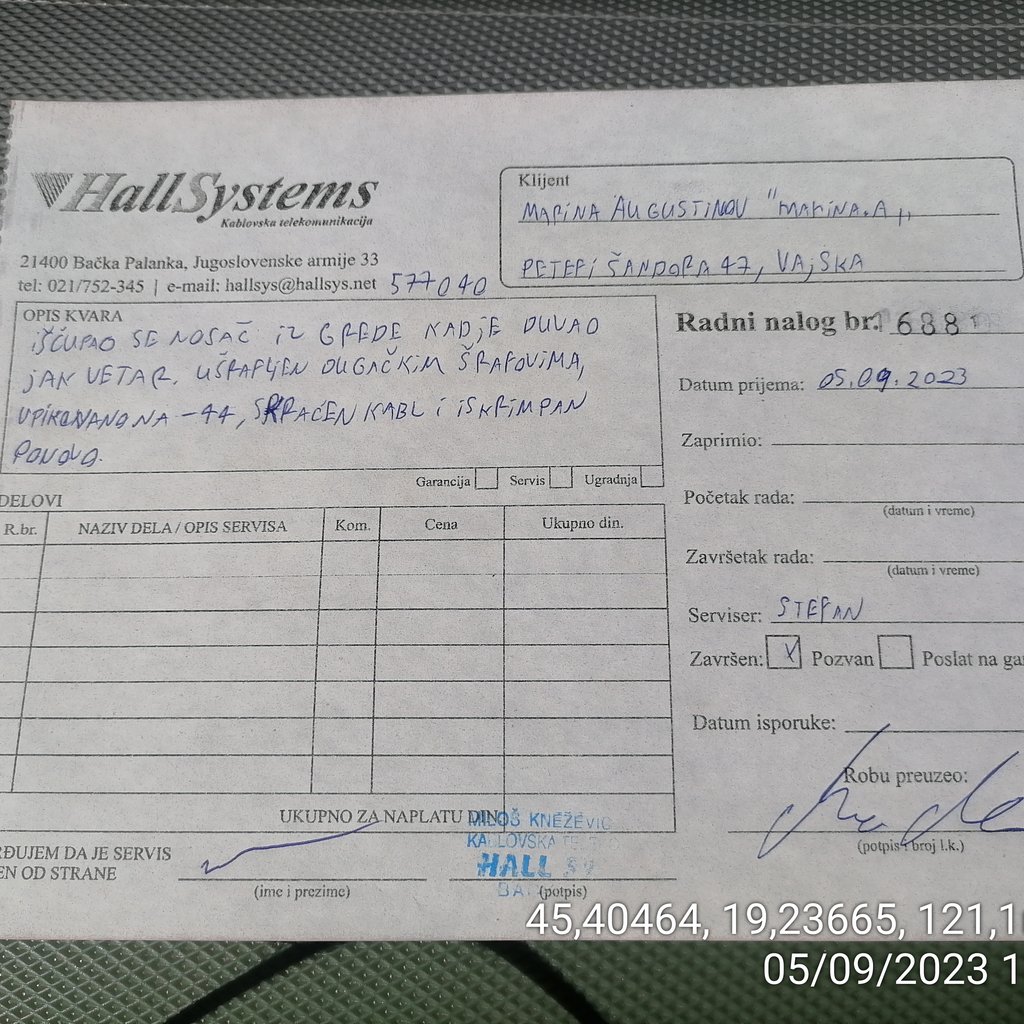 HallSystems
Kablovska telekomunikacija
21400 Bačka Palanka, Jugoslovenske armije 33
tel: 021/752-345 | e-mail: hallsys@hallsys.net 577040
Klijent
MARINA AUGUSTINOV "MARINA.A"
PETEFI ŠANDORA 47, VAJSKA
OPIS KVARA
IŠČUPAO SE NOSAČ IZ GREDE KADJE DUVAO
JAK VETAR. UŠRAFLJEN DUGAČKIM ŠRAFOVIMA,
UPIKOVANO NA -44, SKRAĆEN KABL I ISKRIMPAN
PONOVO.
Garancija Servis Ugradnja
Radni nalog br. 1688
Datum prijema: 05.09.2023
Zaprimio:
Početak rada:
(datum i vreme)
Završetak rada:
(datum i vreme)
Serviser: STEFAN
Završen: X Pozvan Poslat na gar
Datum isporuke:
Robu preuzeo:
(potpis i broj l.k.)
DELOVI
R.br. NAZIV DELA / OPIS SERVISA Kom. Cena Ukupno din.
UKUPNO ZA NAPLATU DIN
RĐUJEM DA JE SERVIS
EN OD STRANE
(ime i prezime)
(potpis)
MILOŠ KNEŽEVIĆ
KABLOVSKA TE
HALL SY
BA
45,40464, 19,23665, 121,1
05/09/2023 1